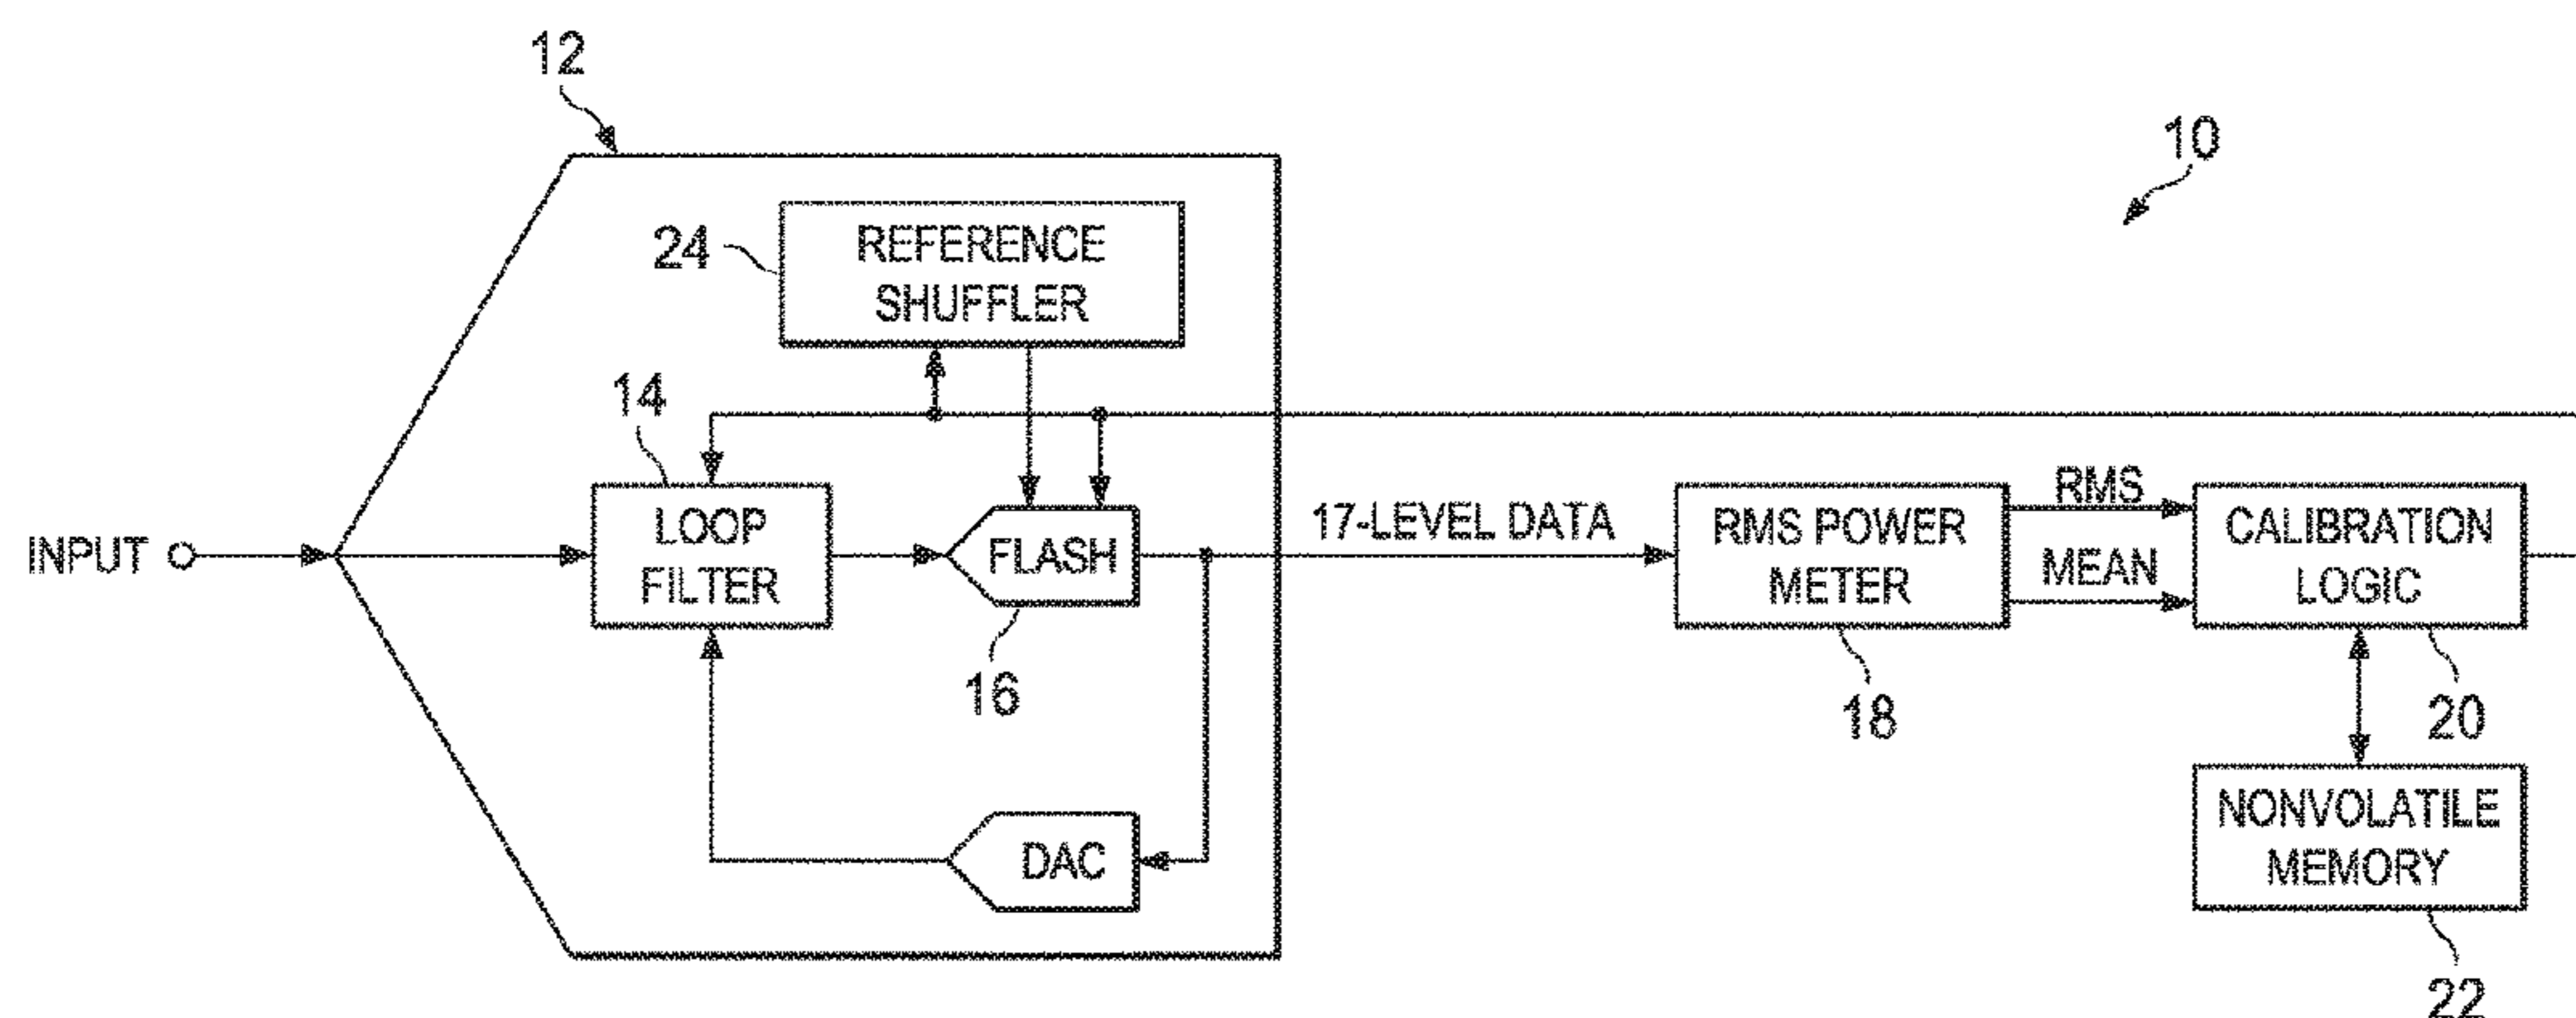 12
10
24
REFERENCE
SHUFFLER
14
RMS
LOOP
FILTER
INPUT
FLASH
17-LEVEL DATA
RMS POWER
METER
MEAN
CALIBRATION
LOGIC
16
18
20
DAC
NONVOLATILE
MEMORY
22